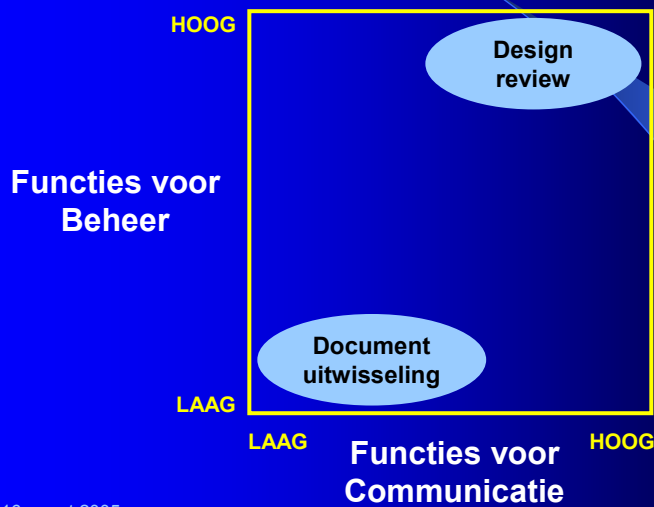 HOOG
Design
review
Functies voor
Beheer
Document
uitwisseling
LAAG
LAAG
HOOG
Functies voor
Communicatie